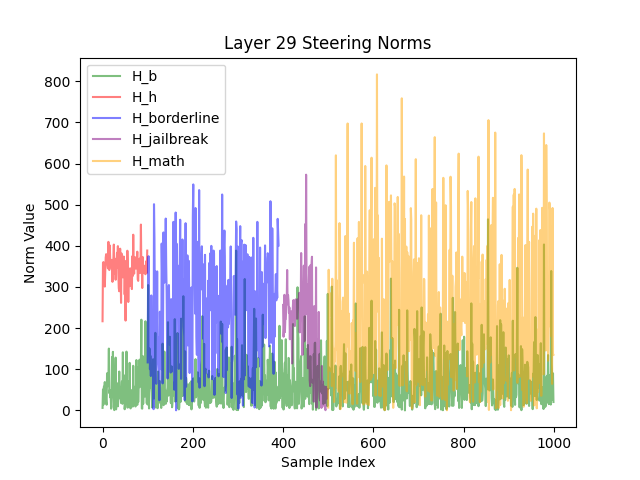 Layer 29 Steering Norms
H_b
H_h
H_borderline
H_jailbreak
H_math
Norm Value
800
700
600
500
400
300
200
100
0
0 200 400 600 800 1000
Sample Index